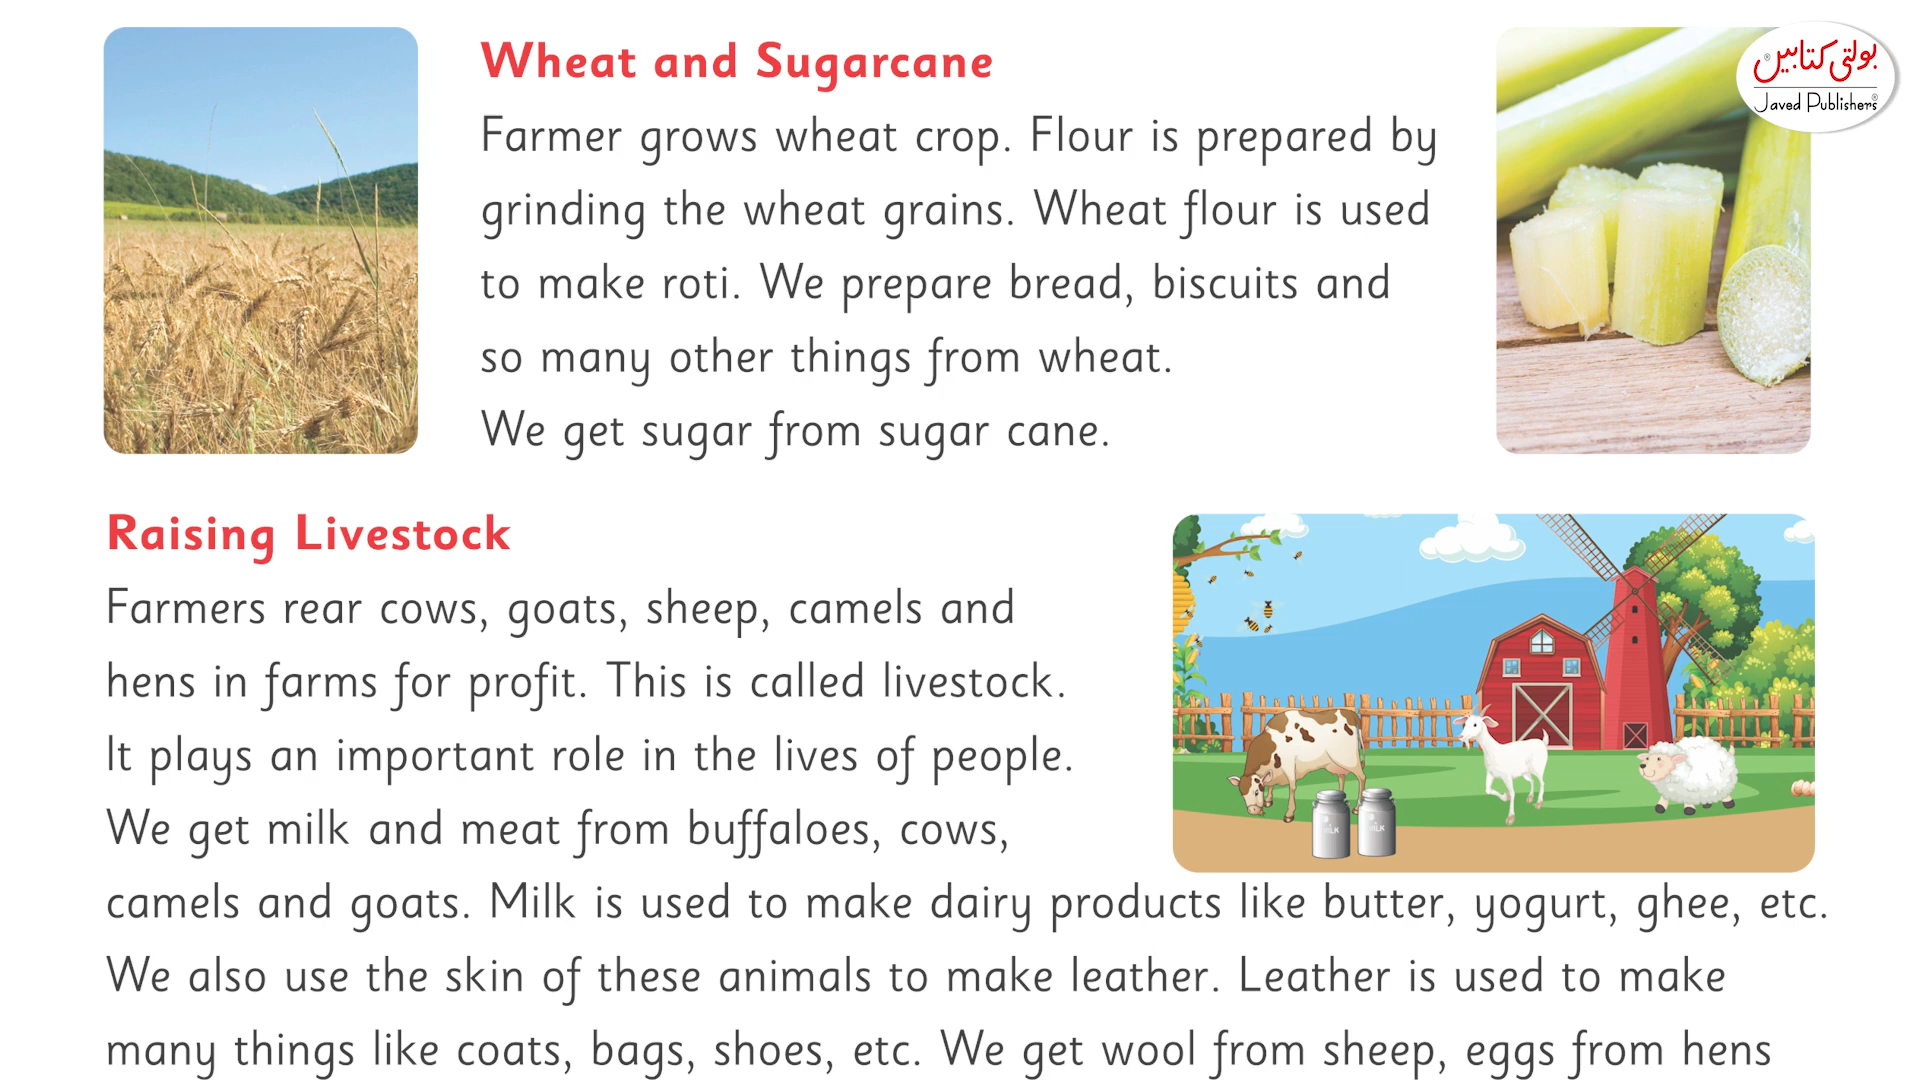 Wheat and Sugarcane
Farmer grows wheat crop. Flour is prepared by
grinding the wheat grains. Wheat flour is used
to make roti. We prepare bread, biscuits and
so many other things from wheat.
We get sugar from sugar cane.
بولتی کتابیں®
Javed Publishers®
Raising Livestock
Farmers rear cows, goats, sheep, camels and
hens in farms for profit. This is called livestock.
It plays an important role in the lives of people.
We get milk and meat from buffaloes, cows,
camels and goats. Milk is used to make dairy products like butter, yogurt, ghee, etc.
We also use the skin of these animals to make leather. Leather is used to make
many things like coats, bags, shoes, etc. We get wool from sheep, eggs from hens
MILK
MILK